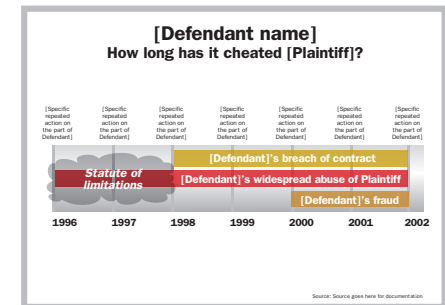 [Defendant name]
How long has it cheated [Plaintiff]?
[Specific
repeated
action on
the part of
Defendant]
[Specific
repeated
action on
the part of
Defendant]
[Specific
repeated
action on
the part of
Defendant]
[Specific
repeated
action on
the part of
Defendant]
[Specific
repeated
action on
the part of
Defendant]
[Specific
repeated
action on
the part of
Defendant]
[Specific
repeated
action on
the part of
Defendant]
[Defendant]'s breach of contract
Statute of
limitations
[Defendant]'s widespread abuse of Plaintiff
[Defendant]'s fraud
1996 1997 1998 1999 2000 2001 2002
Source: Source goes here for documentation